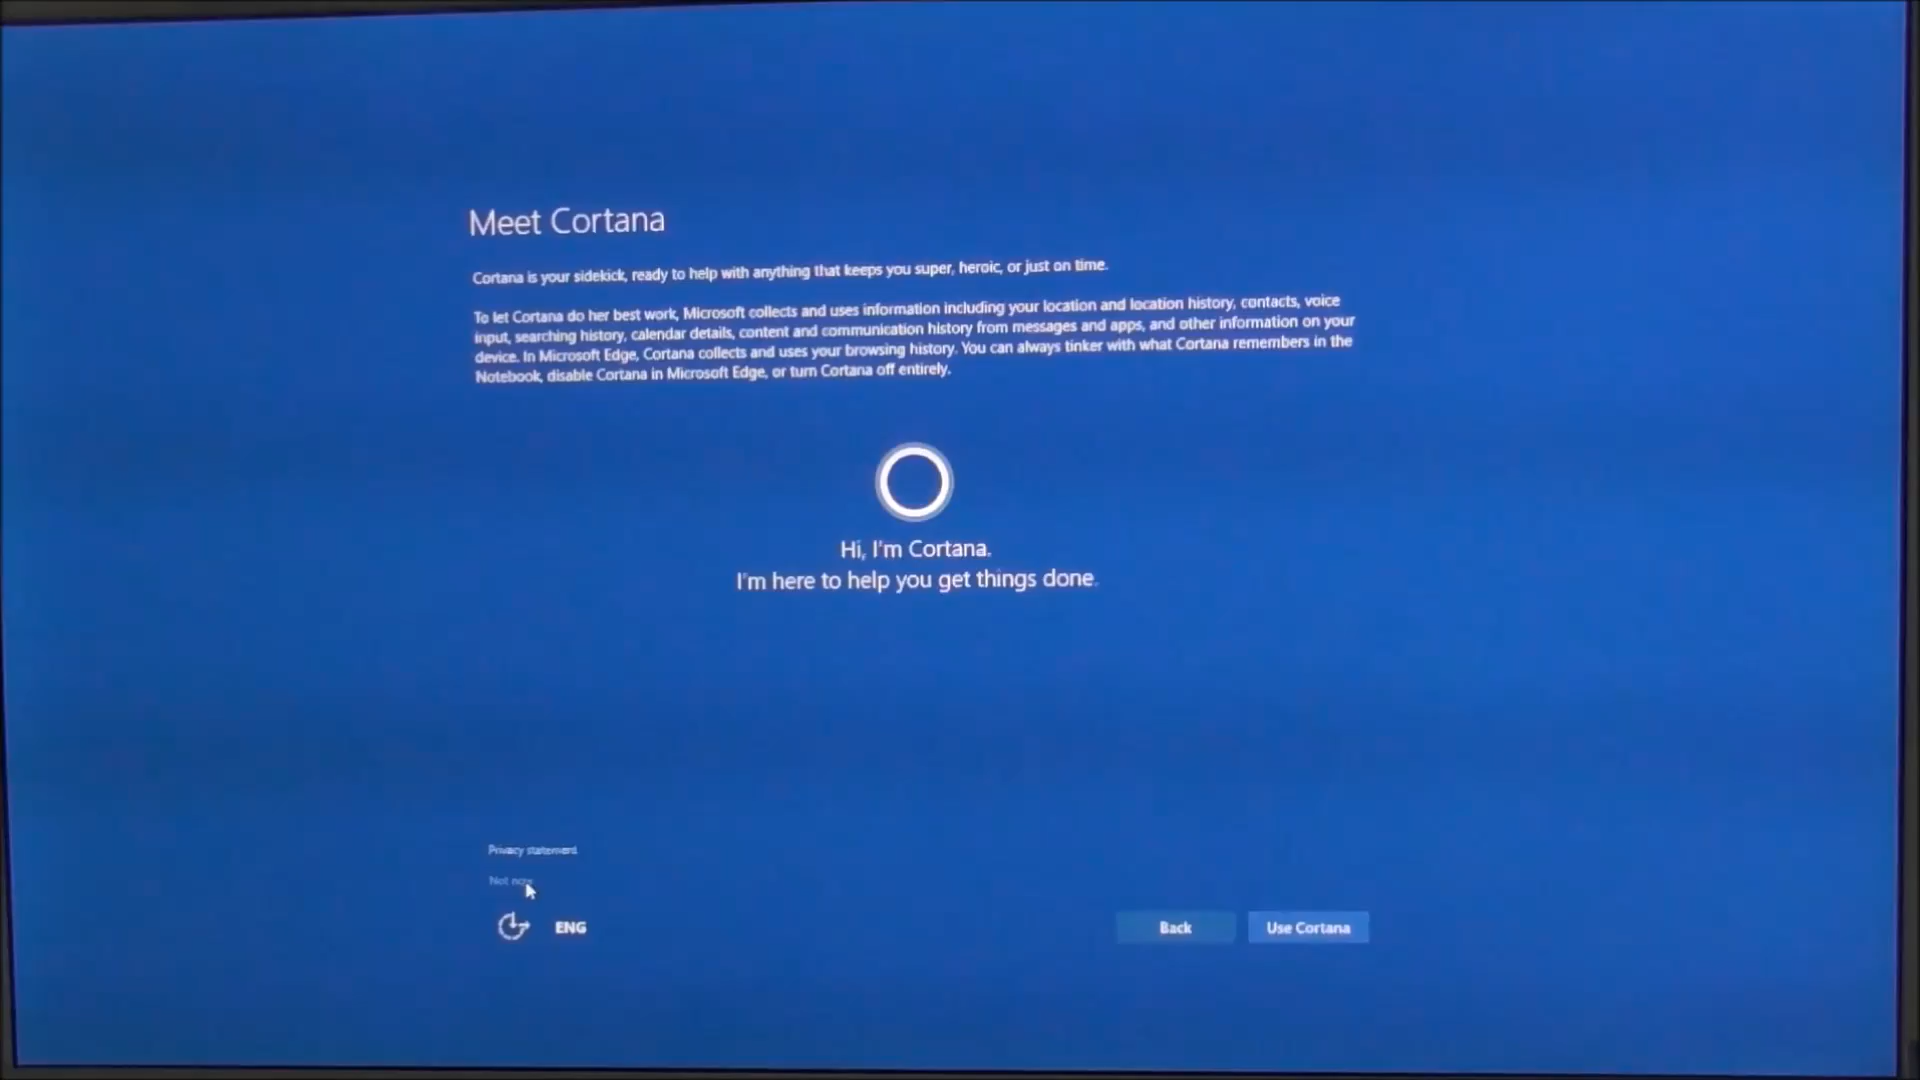 Meet Cortana
Cortana is your sidekick, ready to help with anything that keeps you super, heroic, or just on time.
To let Cortana do her best work, Microsoft collects and uses information including your location and location history, contacts, voice
input, searching history, calendar details, content and communication history from messages and apps, and other information on your
device. In Microsoft Edge, Cortana collects and uses your browsing history. You can always tinker with what Cortana remembers in the
Notebook, disable Cortana in Microsoft Edge, or turn Cortana off entirely.
Hi, I'm Cortana.
I'm here to help you get things done.
Privacy statement
Not now
ENG
Back
Use Cortana